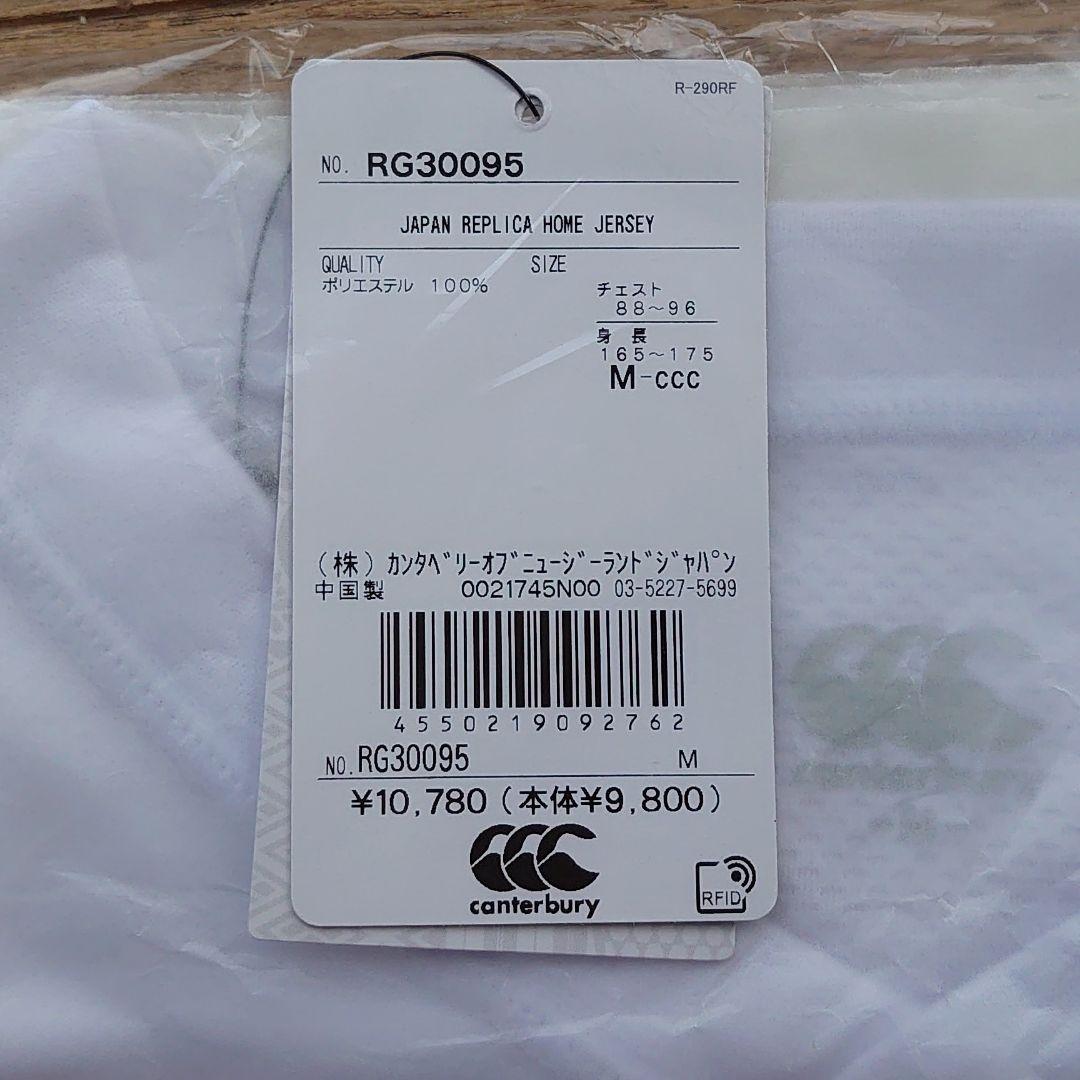 R-290RF
NO. RG30095
JAPAN REPLICA HOME JERSEY
QUALITY SIZE
ポリエステル 100%
チェスト
88～96
身長
165～175
M-ccc
(株)カンタベリーオブニュージーランドジャパン
中国製 0021745N00 03-5227-5699
4550219092762
NO. RG30095 M
¥10,780(本体¥9,800)
canterbury
RFID
canterbury